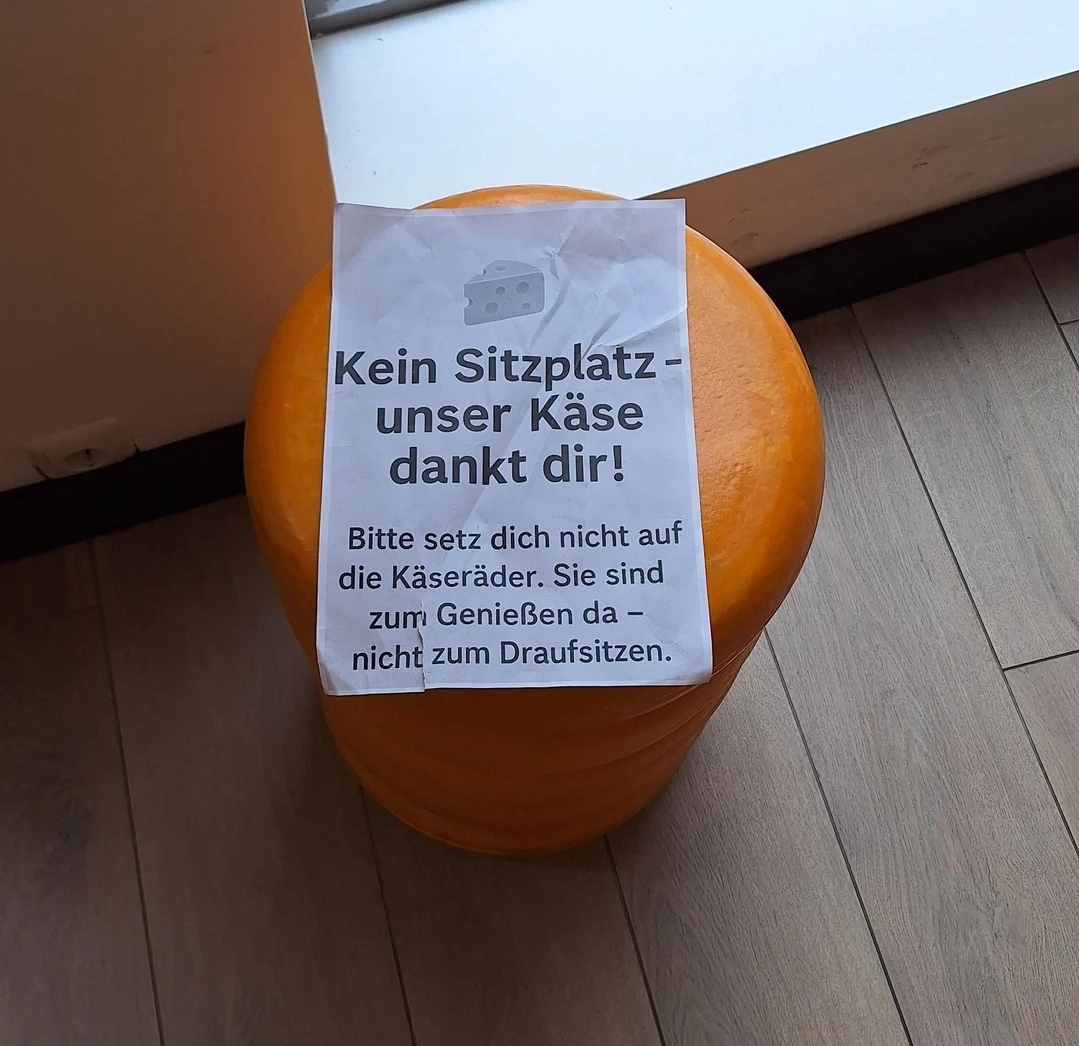 Kein Sitzplatz -
unser Käse
dankt dir!
Bitte setz dich nicht auf
die Käseräder. Sie sind
zum Genießen da –
nicht zum Draufsitzen.